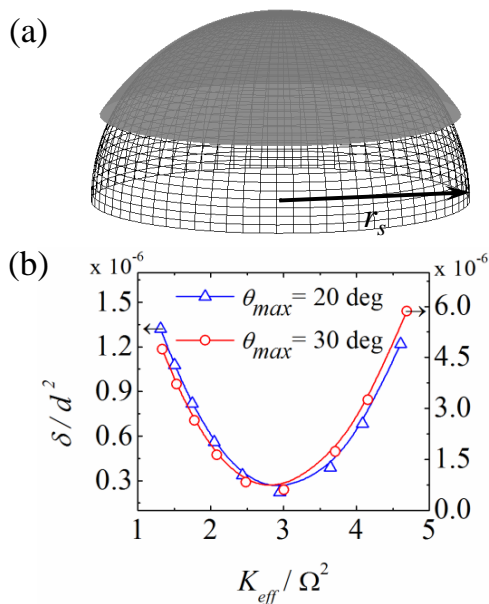 (a)
r_s
(b)
x 10^-6
x 10^-6
1.5
1.2
0.9
0.6
0.3
6.0
4.5
3.0
1.5
0.0
θ_max = 20 deg
θ_max = 30 deg
δ / d^2
1 2 3 4 5
K_eff / Ω^2